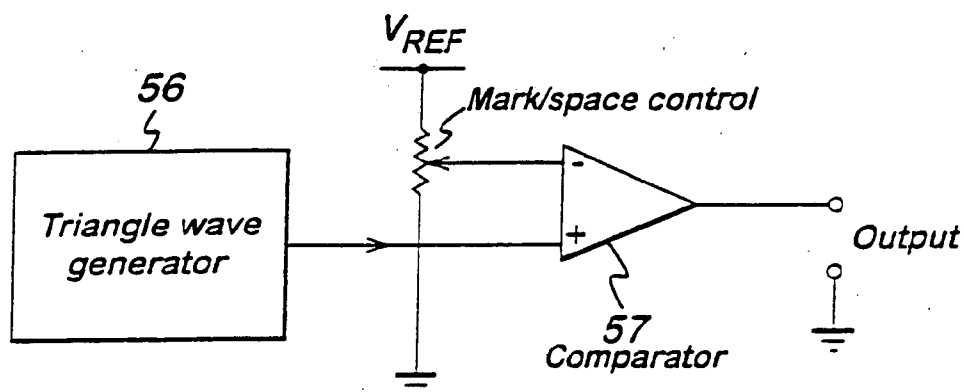 V_REF
56
Mark/space control
-
Triangle wave
generator
+
Output
57
Comparator